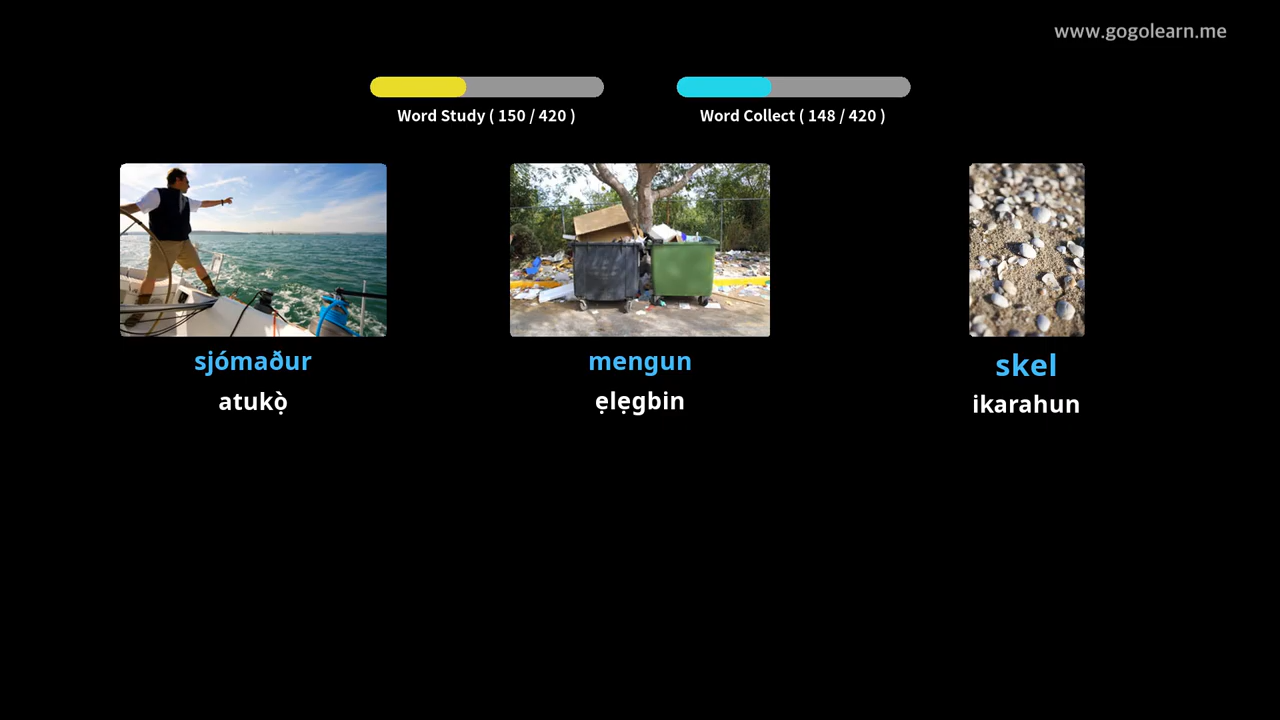 www.gogolearn.me
Word Study ( 150 / 420 )
Word Collect ( 148 / 420 )
sjómaður
atukọ̀
mengun
ẹlẹgbin
skel
ikarahun